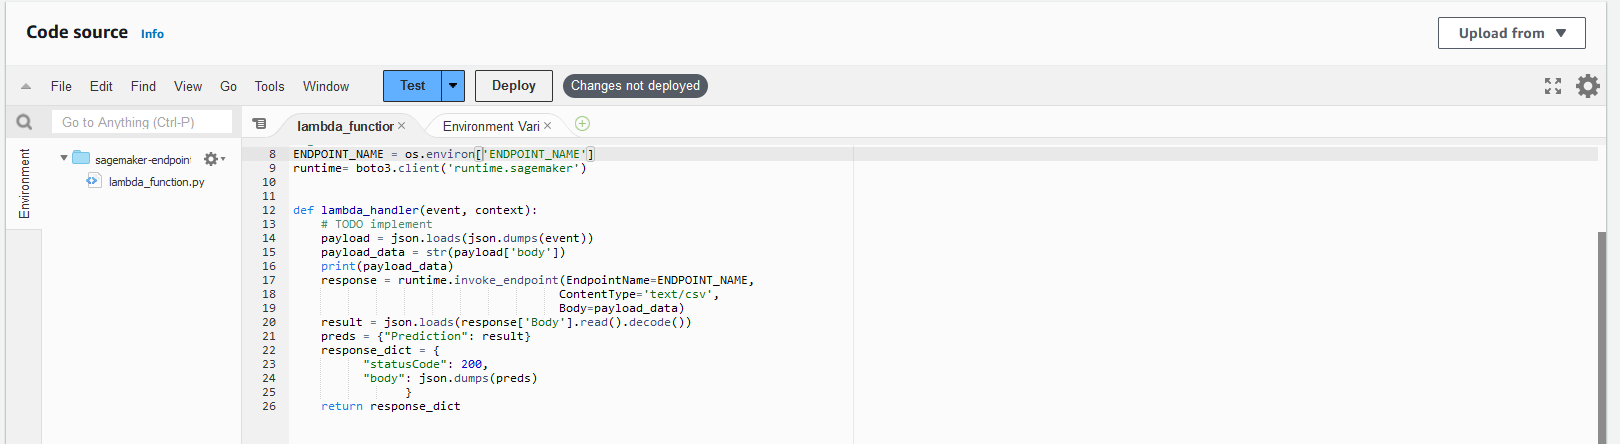 Code source Info
Upload from
File Edit Find View Go Tools Window Test Deploy Changes not deployed
Go to Anything (Ctrl-P)
lambda_function Environment Vari
Environment
sagemaker-endpoint
lambda_function.py
8 ENDPOINT_NAME = os.environ['ENDPOINT_NAME']
9 runtime= boto3.client('runtime.sagemaker')
10
11
12 def lambda_handler(event, context):
13     # TODO implement
14     payload = json.loads(json.dumps(event))
15     payload_data = str(payload['body'])
16     print(payload_data)
17     response = runtime.invoke_endpoint(EndpointName=ENDPOINT_NAME,
18                                       ContentType='text/csv',
19                                       Body=payload_data)
20     result = json.loads(response['Body'].read().decode())
21     preds = {"Prediction": result}
22     response_dict = {
23           "statusCode": 200,
24           "body": json.dumps(preds)
25                 }
26     return response_dict